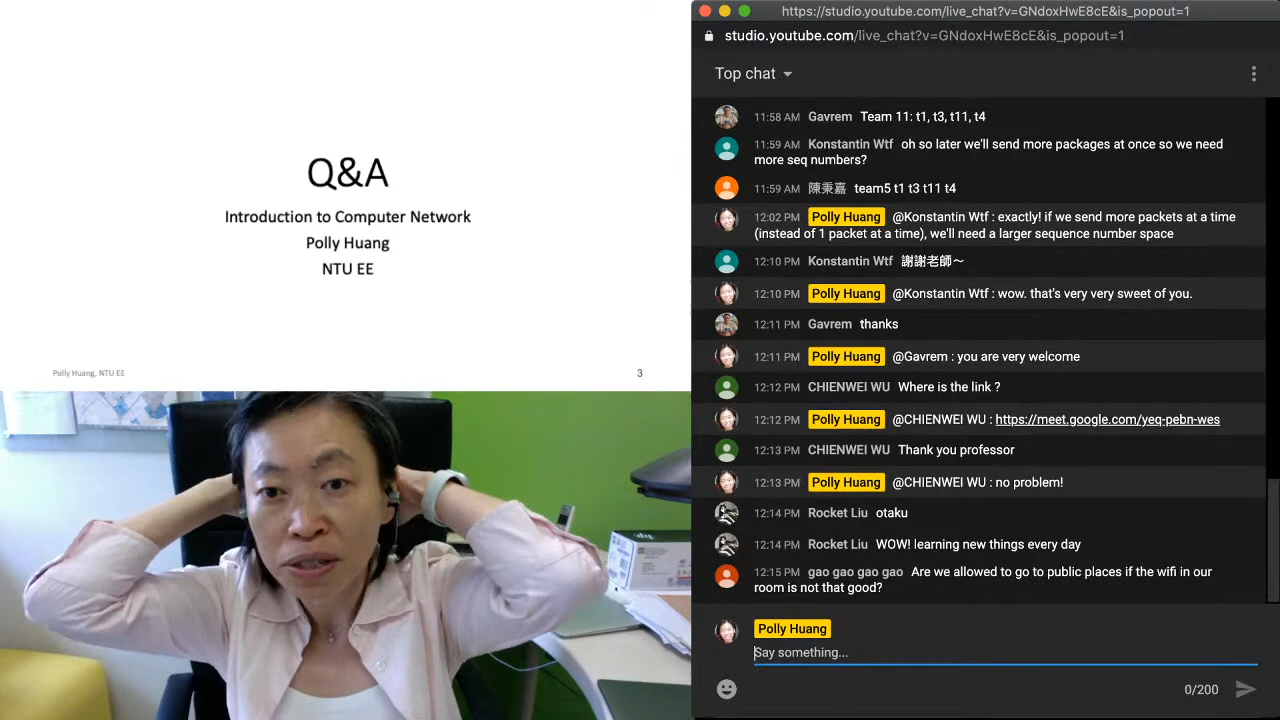 Q&A
Introduction to Computer Network
Polly Huang
NTU EE
Polly Huang, NTU EE
3
https://studio.youtube.com/live_chat?v=GNdoxHwE8cE&is_popout=1
studio.youtube.com/live_chat?v=GNdoxHwE8cE&is_popout=1
Top chat
11:58 AM Gavrem Team 11: t1, t3, t11, t4
11:59 AM Konstantin Wtf oh so later we'll send more packages at once so we need
more seq numbers?
11:59 AM 陳秉嘉 team5 t1 t3 t11 t4
12:02 PM Polly Huang @Konstantin Wtf : exactly! if we send more packets at a time
(instead of 1 packet at a time), we'll need a larger sequence number space
12:10 PM Konstantin Wtf 謝謝老師～
12:10 PM Polly Huang @Konstantin Wtf : wow. that's very very sweet of you.
12:11 PM Gavrem thanks
12:11 PM Polly Huang @Gavrem : you are very welcome
12:12 PM CHIENWEI WU Where is the link ?
12:12 PM Polly Huang @CHIENWEI WU : https://meet.google.com/yeq-pebn-wes
12:13 PM CHIENWEI WU Thank you professor
12:13 PM Polly Huang @CHIENWEI WU : no problem!
12:14 PM Rocket Liu otaku
12:14 PM Rocket Liu WOW! learning new things every day
12:15 PM gao gao gao gao Are we allowed to go to public places if the wifi in our
room is not that good?
Polly Huang
Say something...
0/200